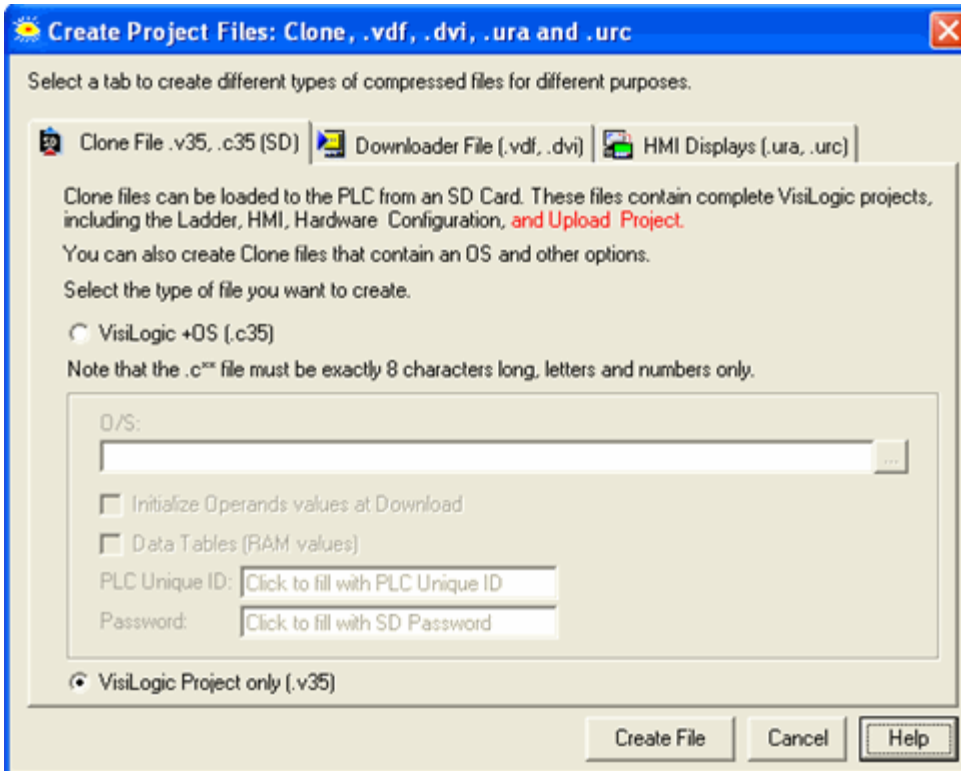 Create Project Files: Clone, .vdf, .dvi, .ura and .urc
Select a tab to create different types of compressed files for different purposes.
Clone File .v35, .c35 (SD)
Downloader File (.vdf, .dvi)
HMI Displays (.ura, .urc)
Clone files can be loaded to the PLC from an SD Card. These files contain complete VisiLogic projects,
including the Ladder, HMI, Hardware Configuration, and Upload Project.
You can also create Clone files that contain an OS and other options.
Select the type of file you want to create.
VisiLogic +OS (.c35)
Note that the .c** file must be exactly 8 characters long, letters and numbers only.
O/S:
...
Initialize Operands values at Download
Data Tables (RAM values)
PLC Unique ID: Click to fill with PLC Unique ID
Password: Click to fill with SD Password
VisiLogic Project only (.v35)
Create File Cancel Help